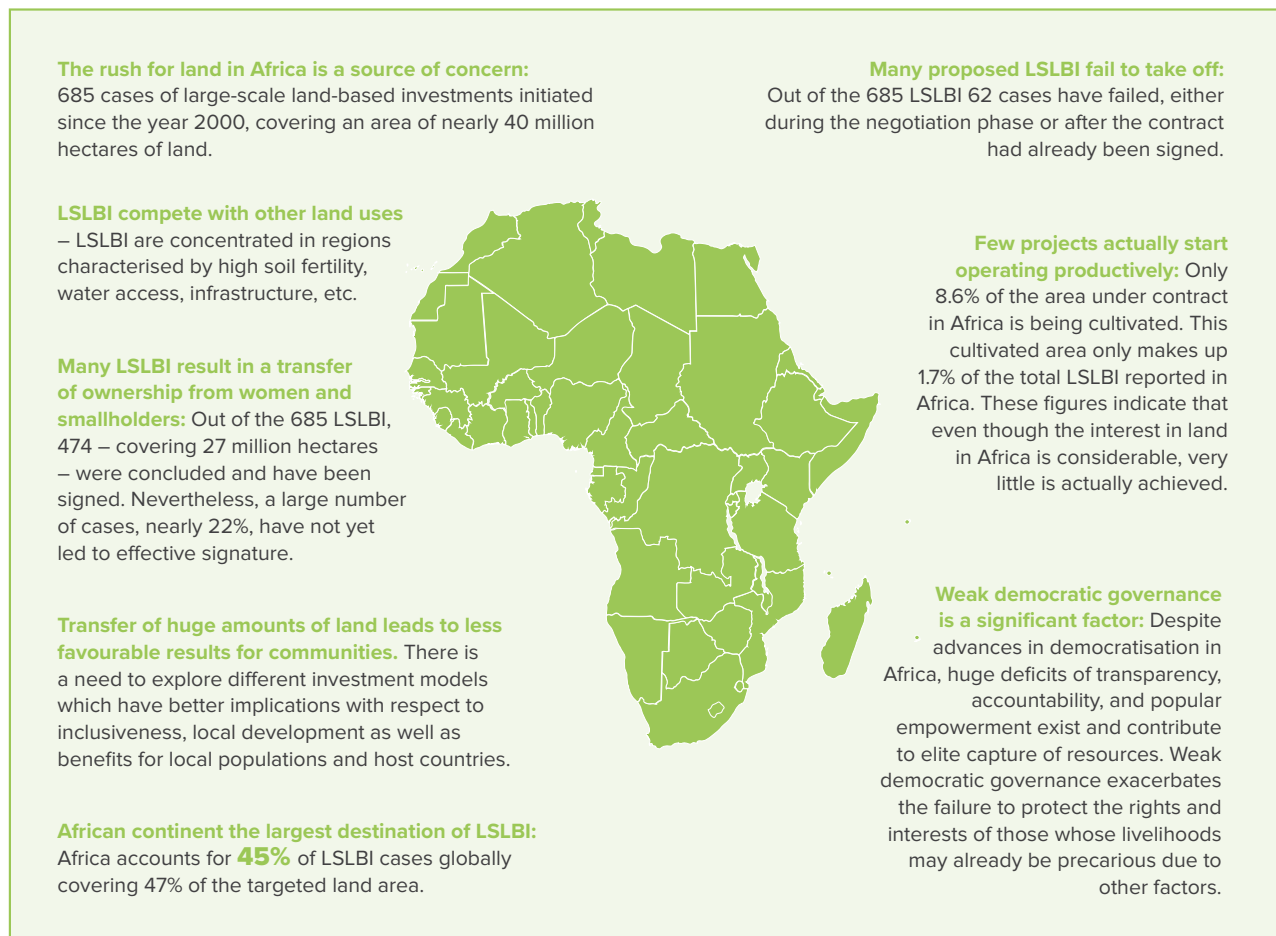 The rush for land in Africa is a source of concern:
685 cases of large-scale land-based investments initiated
since the year 2000, covering an area of nearly 40 million
hectares of land.
LSLBI compete with other land uses
– LSLBI are concentrated in regions
characterised by high soil fertility,
water access, infrastructure, etc.
Many LSLBI result in a transfer
of ownership from women and
smallholders: Out of the 685 LSLBI,
474 – covering 27 million hectares
– were concluded and have been
signed. Nevertheless, a large number
of cases, nearly 22%, have not yet
led to effective signature.
Transfer of huge amounts of land leads to less
favourable results for communities. There is
a need to explore different investment models
which have better implications with respect to
inclusiveness, local development as well as
benefits for local populations and host countries.
African continent the largest destination of LSLBI:
Africa accounts for 45% of LSLBI cases globally
covering 47% of the targeted land area.
Many proposed LSLBI fail to take off:
Out of the 685 LSLBI 62 cases have failed, either
during the negotiation phase or after the contract
had already been signed.
Few projects actually start
operating productively: Only
8.6% of the area under contract
in Africa is being cultivated. This
cultivated area only makes up
1.7% of the total LSLBI reported in
Africa. These figures indicate that
even though the interest in land
in Africa is considerable, very
little is actually achieved.
Weak democratic governance
is a significant factor: Despite
advances in democratisation in
Africa, huge deficits of transparency,
accountability, and popular
empowerment exist and contribute
to elite capture of resources. Weak
democratic governance exacerbates
the failure to protect the rights and
interests of those whose livelihoods
may already be precarious due to
other factors.